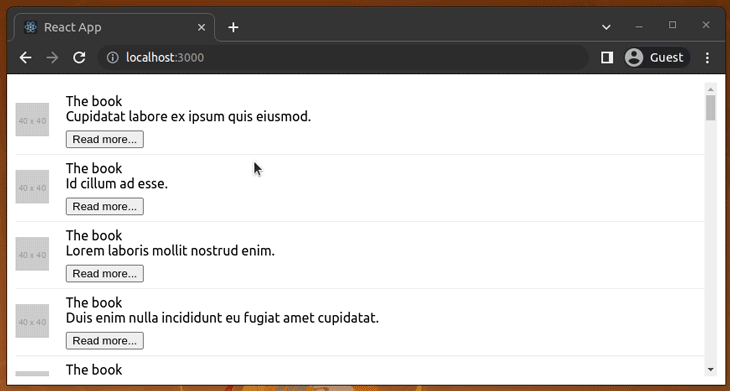 React App
localhost:3000
Guest
40 x 40
The book
Cupidatat labore ex ipsum quis eiusmod.
Read more...
40 x 40
The book
Id cillum ad esse.
Read more...
40 x 40
The book
Lorem laboris mollit nostrud enim.
Read more...
40 x 40
The book
Duis enim nulla incididunt eu fugiat amet cupidatat.
Read more...
The book